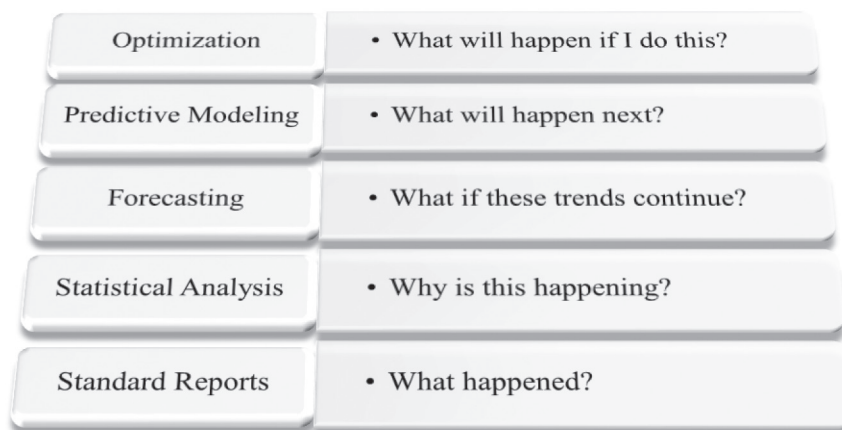 Optimization
• What will happen if I do this?
Predictive Modeling
• What will happen next?
Forecasting
• What if these trends continue?
Statistical Analysis
• Why is this happening?
Standard Reports
• What happened?